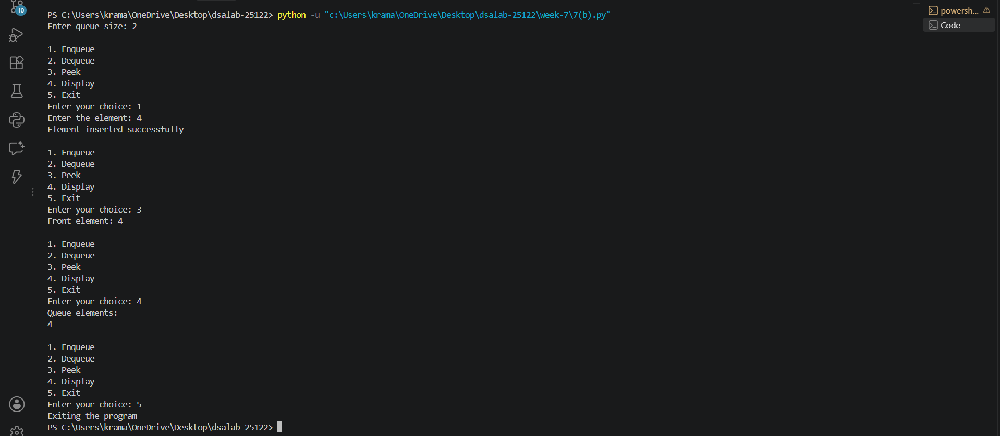 10
PS C:\Users\krama\OneDrive\Desktop\dsalab-25122> python -u "c:\Users\krama\OneDrive\Desktop\dsalab-25122\week-7\7(b).py"
Enter queue size: 2
1. Enqueue
2. Dequeue
3. Peek
4. Display
5. Exit
Enter your choice: 1
Enter the element: 4
Element inserted successfully
1. Enqueue
2. Dequeue
3. Peek
4. Display
5. Exit
Enter your choice: 3
Front element: 4
1. Enqueue
2. Dequeue
3. Peek
4. Display
5. Exit
Enter your choice: 4
Queue elements:
4
1. Enqueue
2. Dequeue
3. Peek
4. Display
5. Exit
Enter your choice: 5
Exiting the program
PS C:\Users\krama\OneDrive\Desktop\dsalab-25122>
powersh...
Code